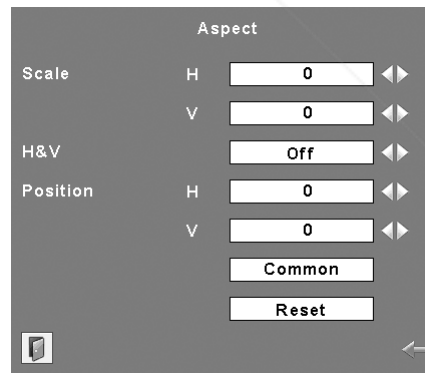 Aspect
Scale H 0
V 0
H&V Off
Position H 0
V 0
Common
Reset